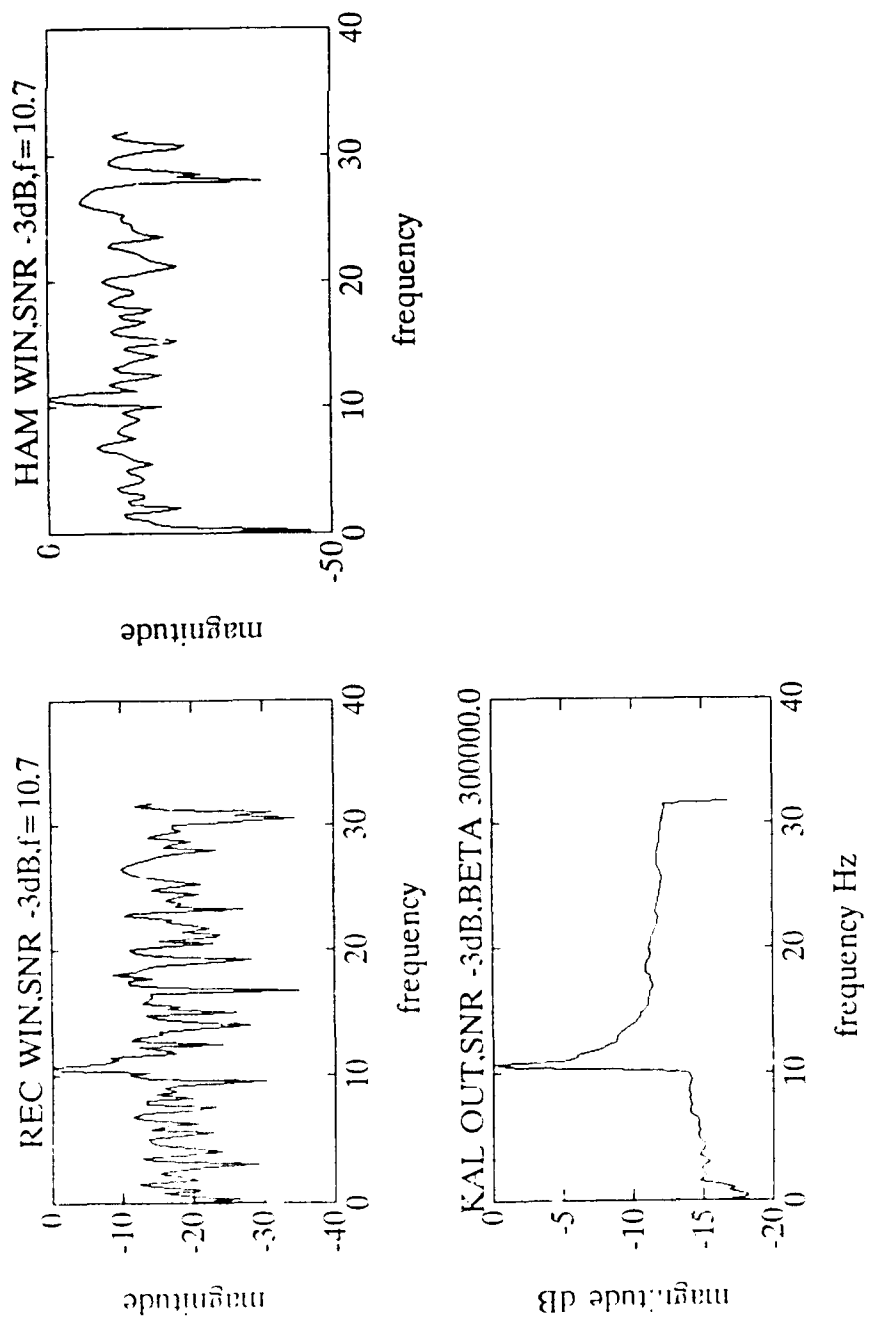 REC WIN,SNR -3dB,f=10.7
magnitude
0
-10
-20
-30
-40
0 10 20 30 40
frequency
HAM WIN,SNR -3dB,f=10.7
magnitude
0
-50
0 10 20 30 40
frequency
KAL OUT,SNR -3dB,BETA 300000.0
magnitude dB
0
-5
-10
-15
-20
0 10 20 30 40
frequency Hz